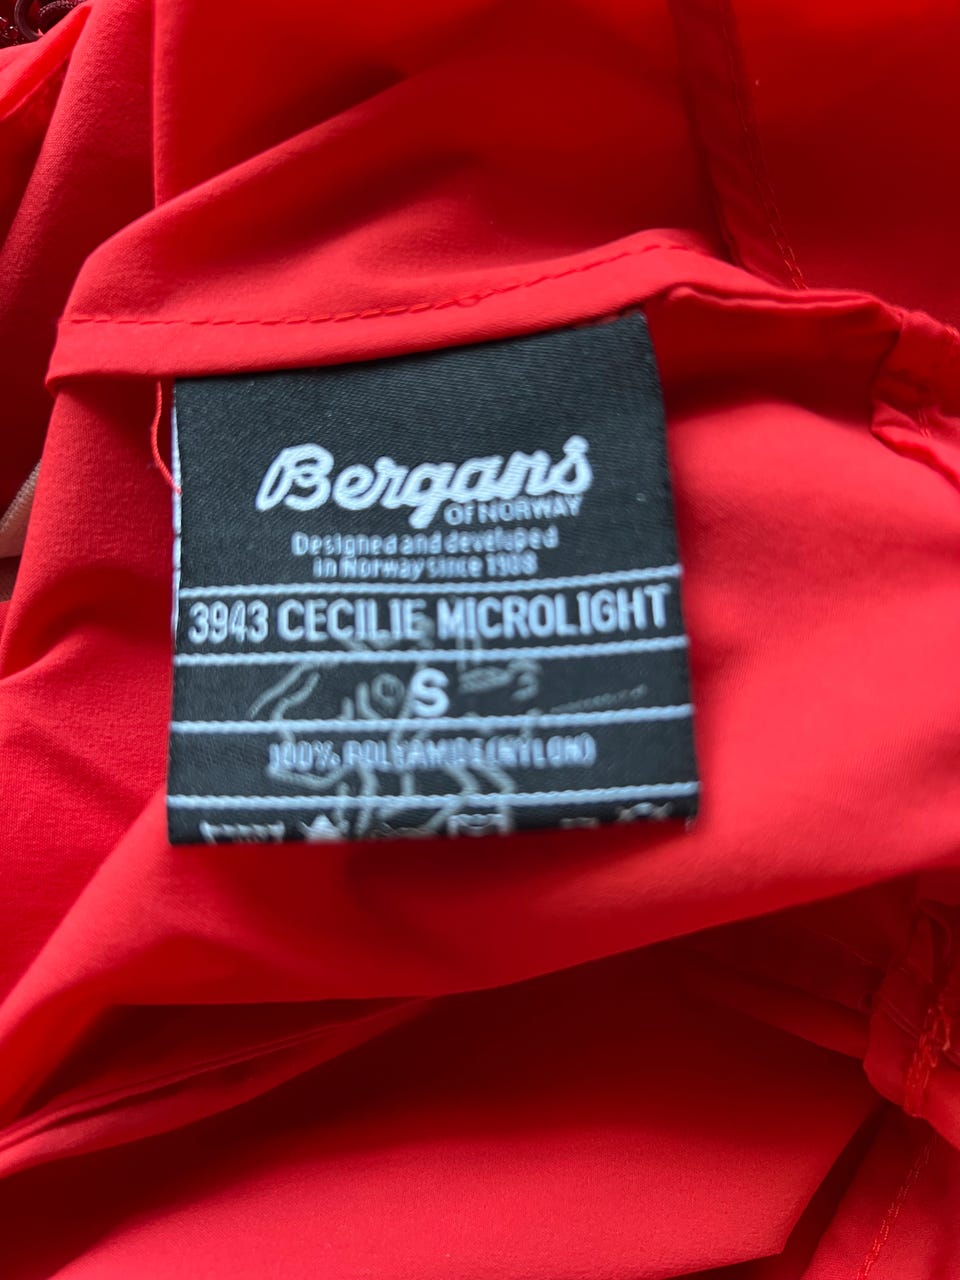 Bergans
OF NORWAY
Designed and developed
in Norway since 1908
3943 CECILIE MICROLIGHT
S
100% POLYAMIDE (NYLON)